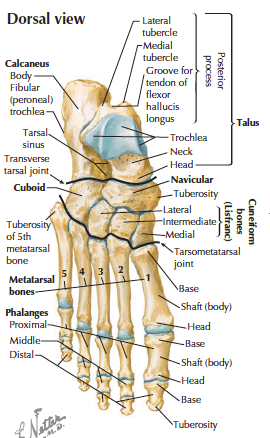 Dorsal view
Lateral
tubercle
Medial
tubercle
Groove for
tendon of
flexor
hallucis
longus
Posterior
process
Talus
Trochlea
Neck
Head
Calcaneus
Body
Fibular
(peroneal)
trochlea
Tarsal
sinus
Transverse
tarsal joint
Cuboid
Navicular
Tuberosity
Lateral
Intermediate
Medial
Cuneiform
bones
(Lisfranc)
Tarsometatarsal
joint
Tuberosity
of 5th
metatarsal
bone
Metatarsal
bones
5 4 3 2 1
Base
Shaft (body)
Head
Phalanges
Proximal
Middle
Distal
Base
Shaft (body)
Head
Base
Tuberosity
Netter
M.D.